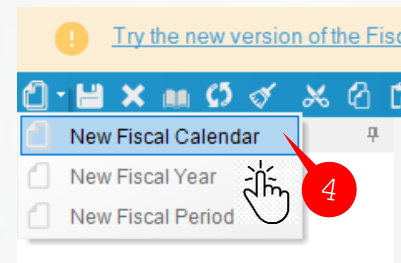 Try the new version of the Fisc
New Fiscal Calendar
New Fiscal Year
New Fiscal Period
4